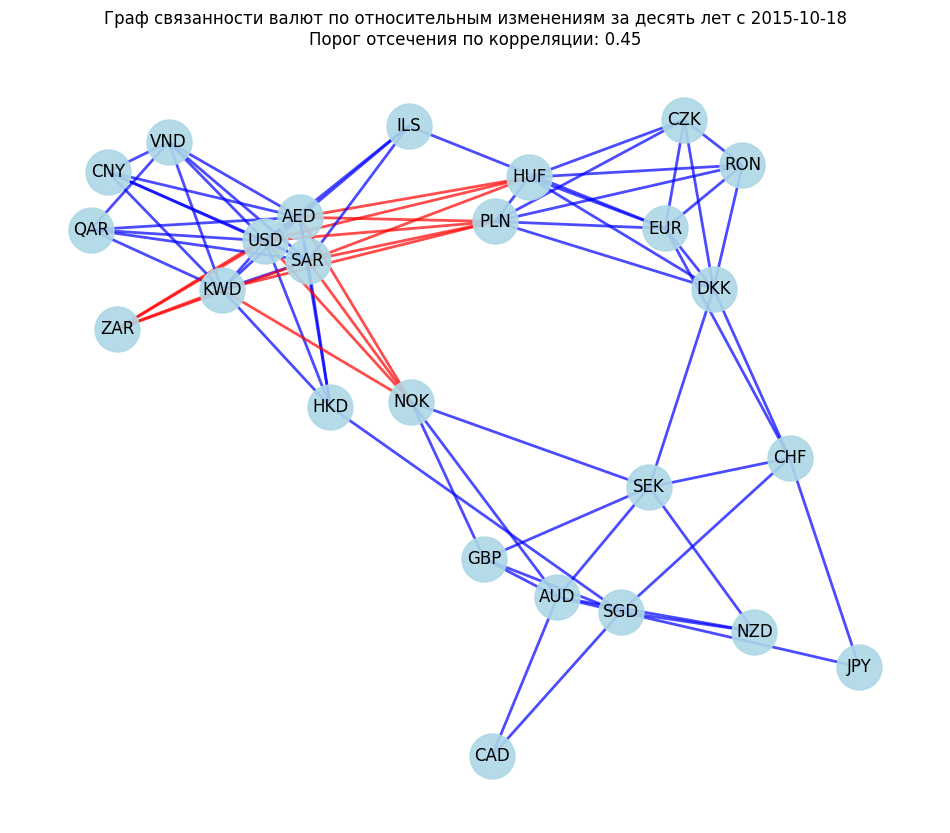 Граф связанности валют по относительным изменениям за десять лет с 2015-10-18
Порог отсечения по корреляции: 0.45
CZK
ILS
VND
RON
CNY
HUF
AED
PLN
EUR
QAR
USD
SAR
DKK
KWD
ZAR
NOK
HKD
CHF
SEK
GBP
AUD
SGD
NZD
JPY
CAD